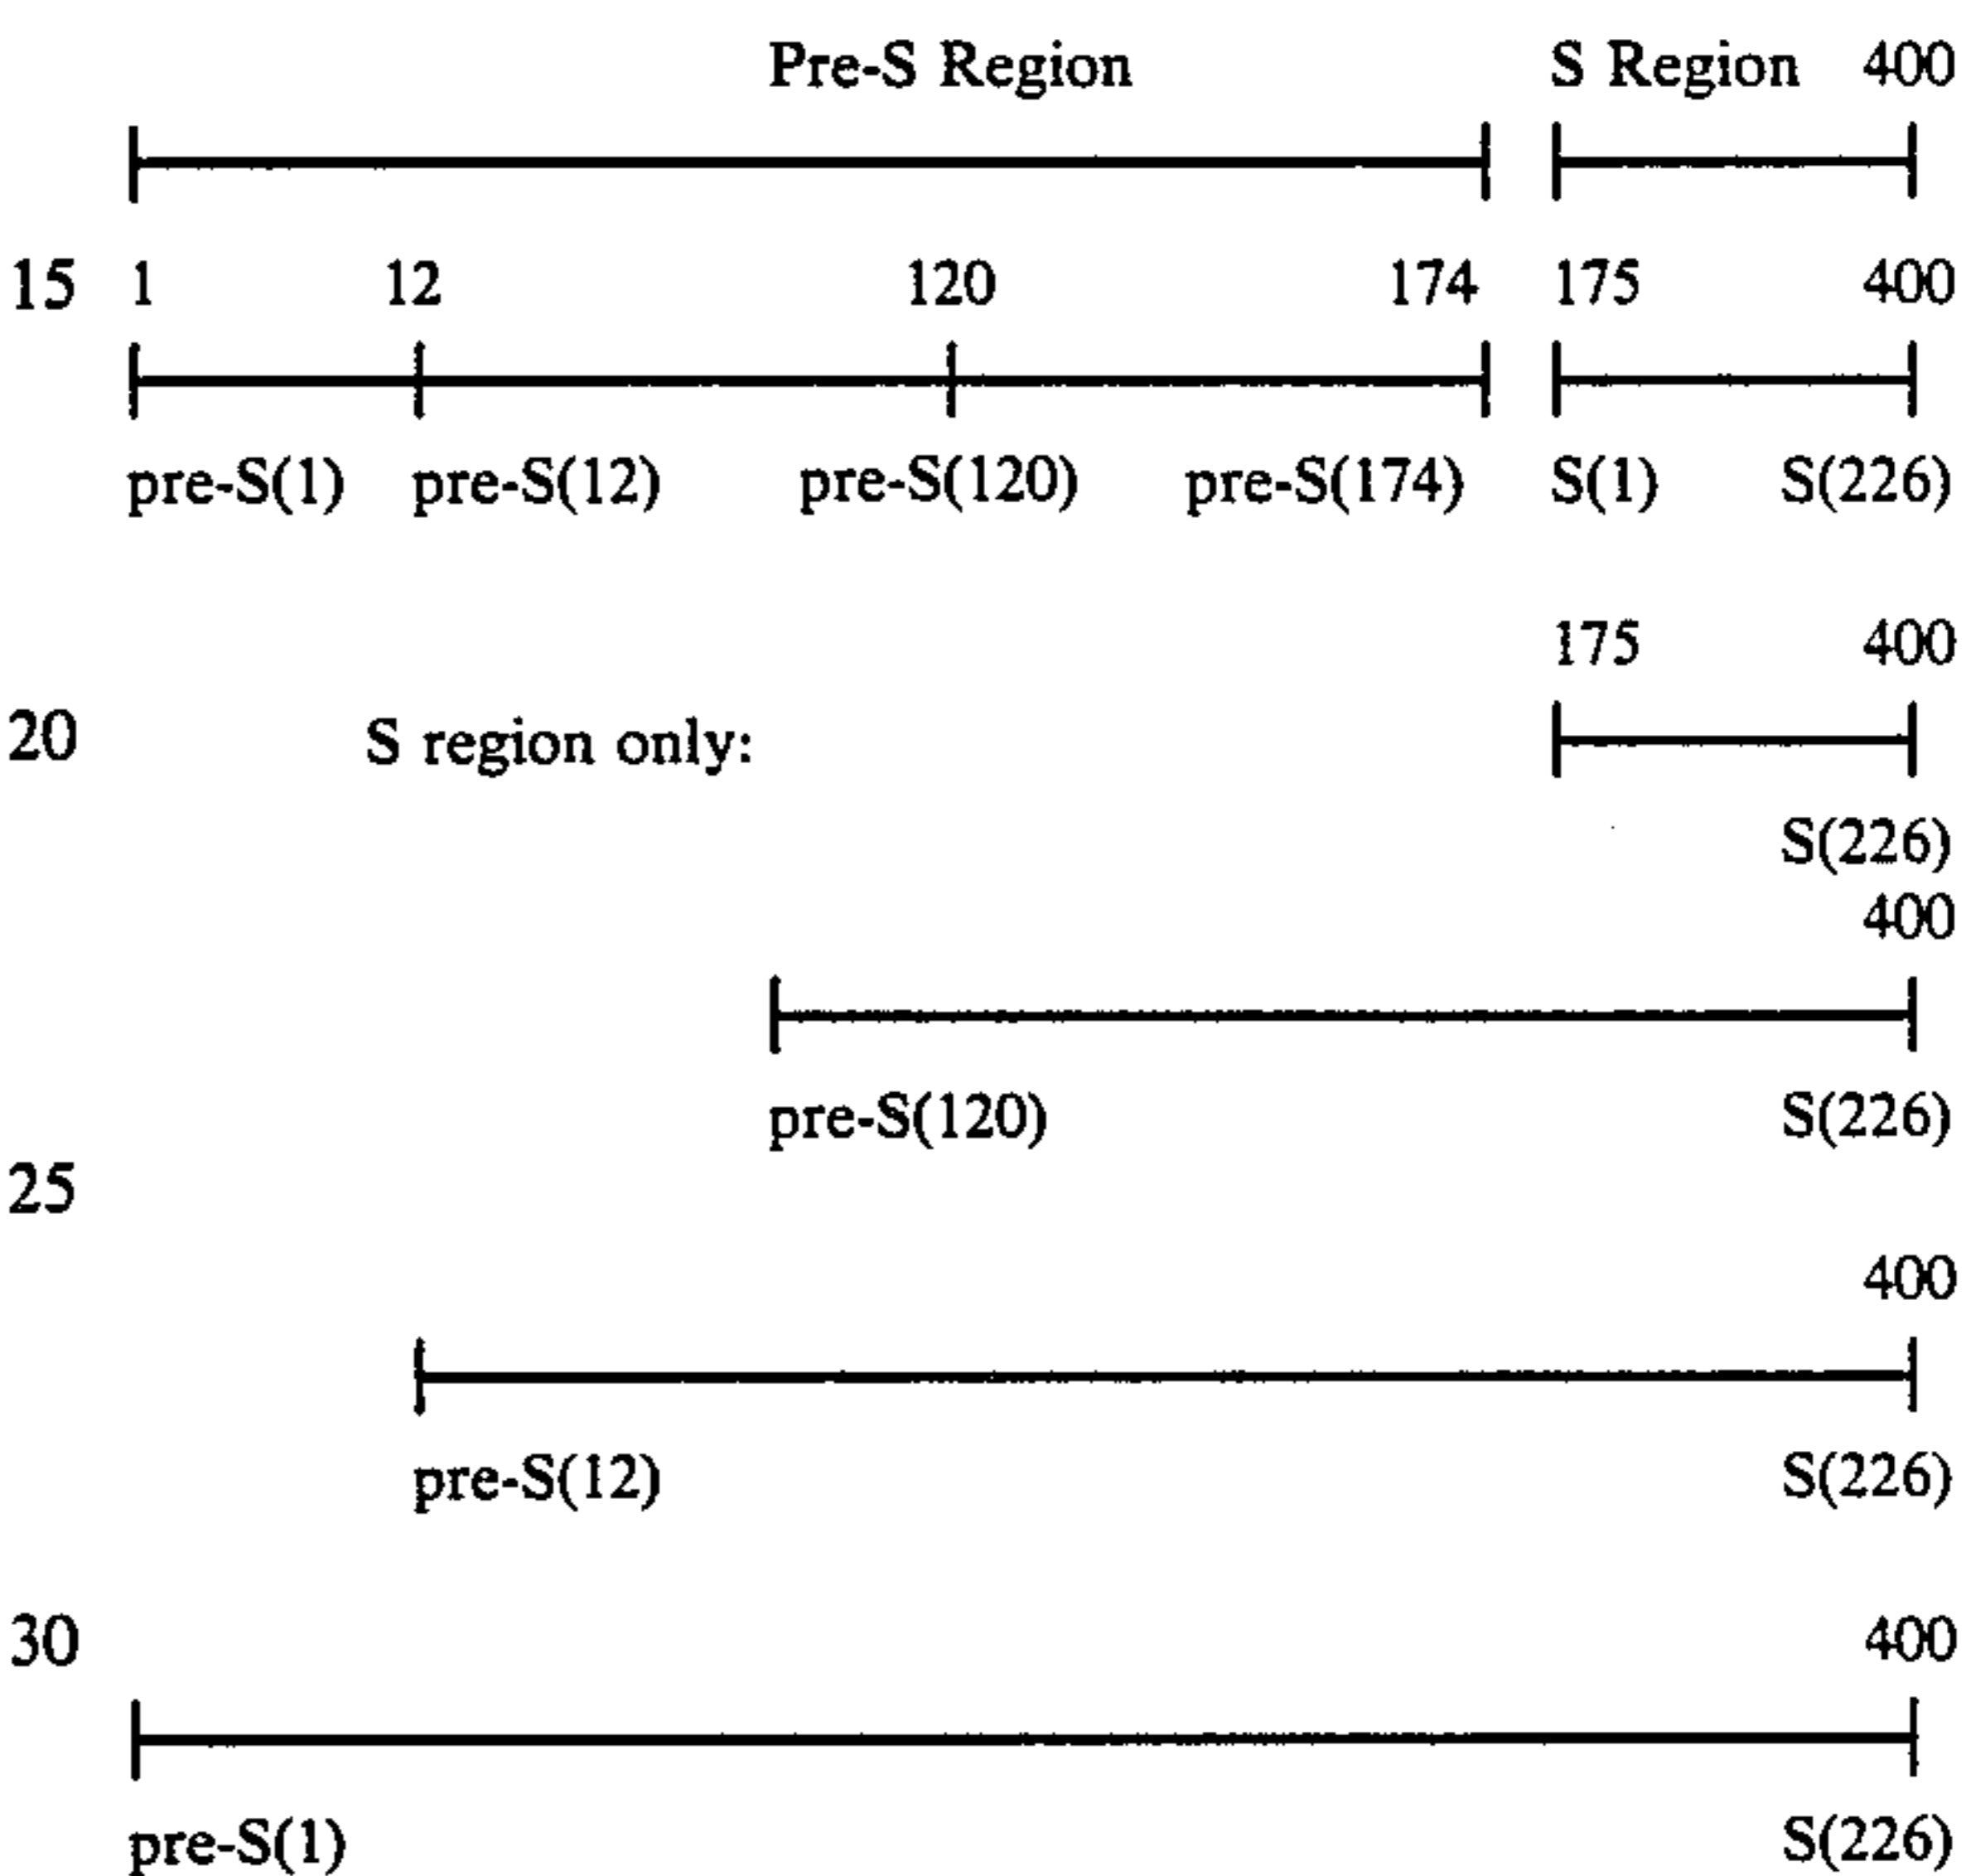 Pre-S Region S Region 400
15 1 12 120 174 175 400
pre-S(1) pre-S(12) pre-S(120) pre-S(174) S(1) S(226)
175 400
20 S region only:
S(226)
400
pre-S(120) S(226)
25
400
pre-S(12) S(226)
30 400
pre-S(1) S(226)